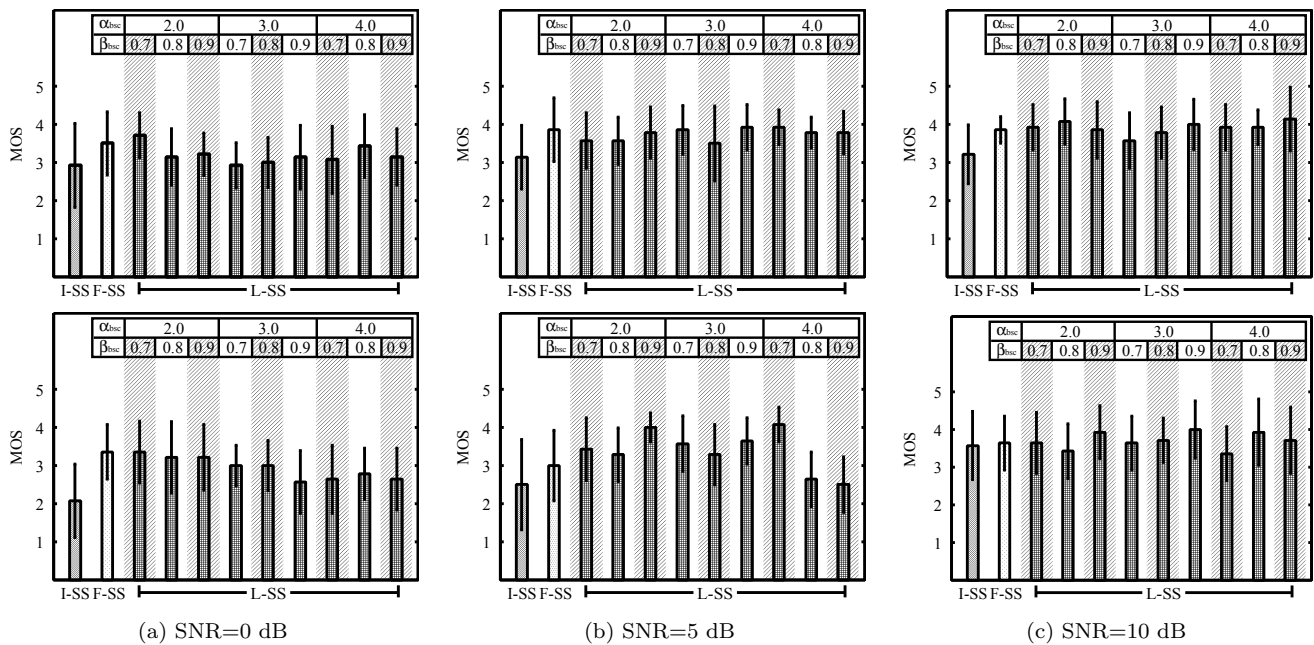 αbsc 2.0 3.0 4.0
βbsc 0.7 0.8 0.9 0.7 0.8 0.9 0.7 0.8 0.9
5
4
3
2
1
MOS
I-SS F-SS L-SS
αbsc 2.0 3.0 4.0
βbsc 0.7 0.8 0.9 0.7 0.8 0.9 0.7 0.8 0.9
5
4
3
2
1
MOS
I-SS F-SS L-SS
αbsc 2.0 3.0 4.0
βbsc 0.7 0.8 0.9 0.7 0.8 0.9 0.7 0.8 0.9
5
4
3
2
1
MOS
I-SS F-SS L-SS
αbsc 2.0 3.0 4.0
βbsc 0.7 0.8 0.9 0.7 0.8 0.9 0.7 0.8 0.9
5
4
3
2
1
MOS
I-SS F-SS L-SS
(a) SNR=0 dB
αbsc 2.0 3.0 4.0
βbsc 0.7 0.8 0.9 0.7 0.8 0.9 0.7 0.8 0.9
5
4
3
2
1
MOS
I-SS F-SS L-SS
(b) SNR=5 dB
αbsc 2.0 3.0 4.0
βbsc 0.7 0.8 0.9 0.7 0.8 0.9 0.7 0.8 0.9
5
4
3
2
1
MOS
I-SS F-SS L-SS
(c) SNR=10 dB